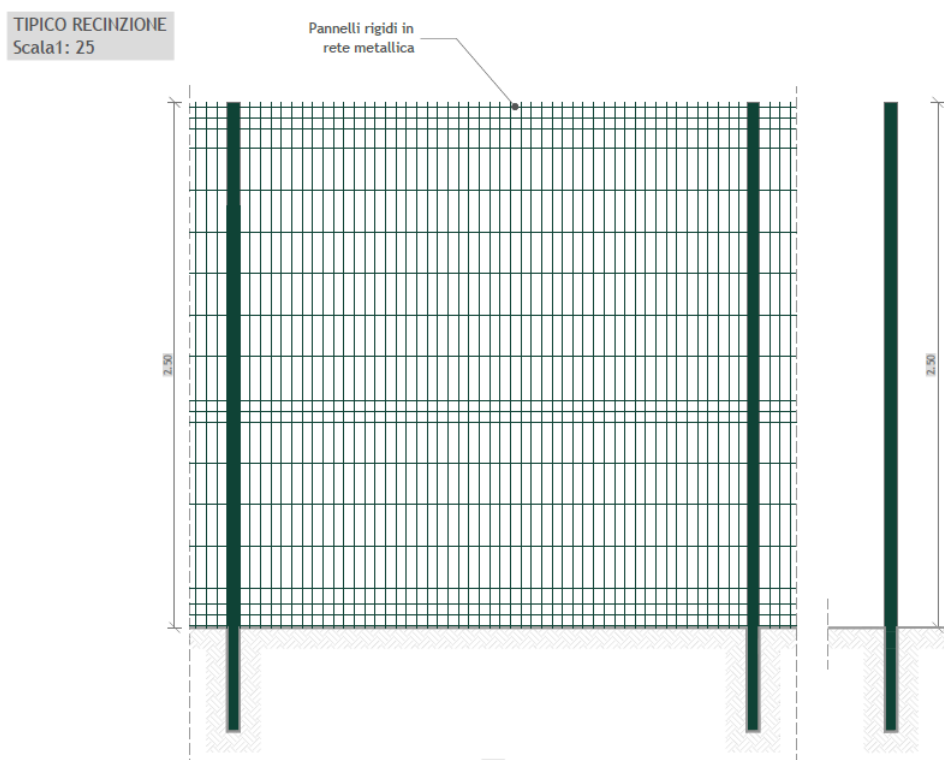 TIPICO RECINZIONE
Scala1: 25
Pannelli rigidi in
rete metallica
2.50
2.50